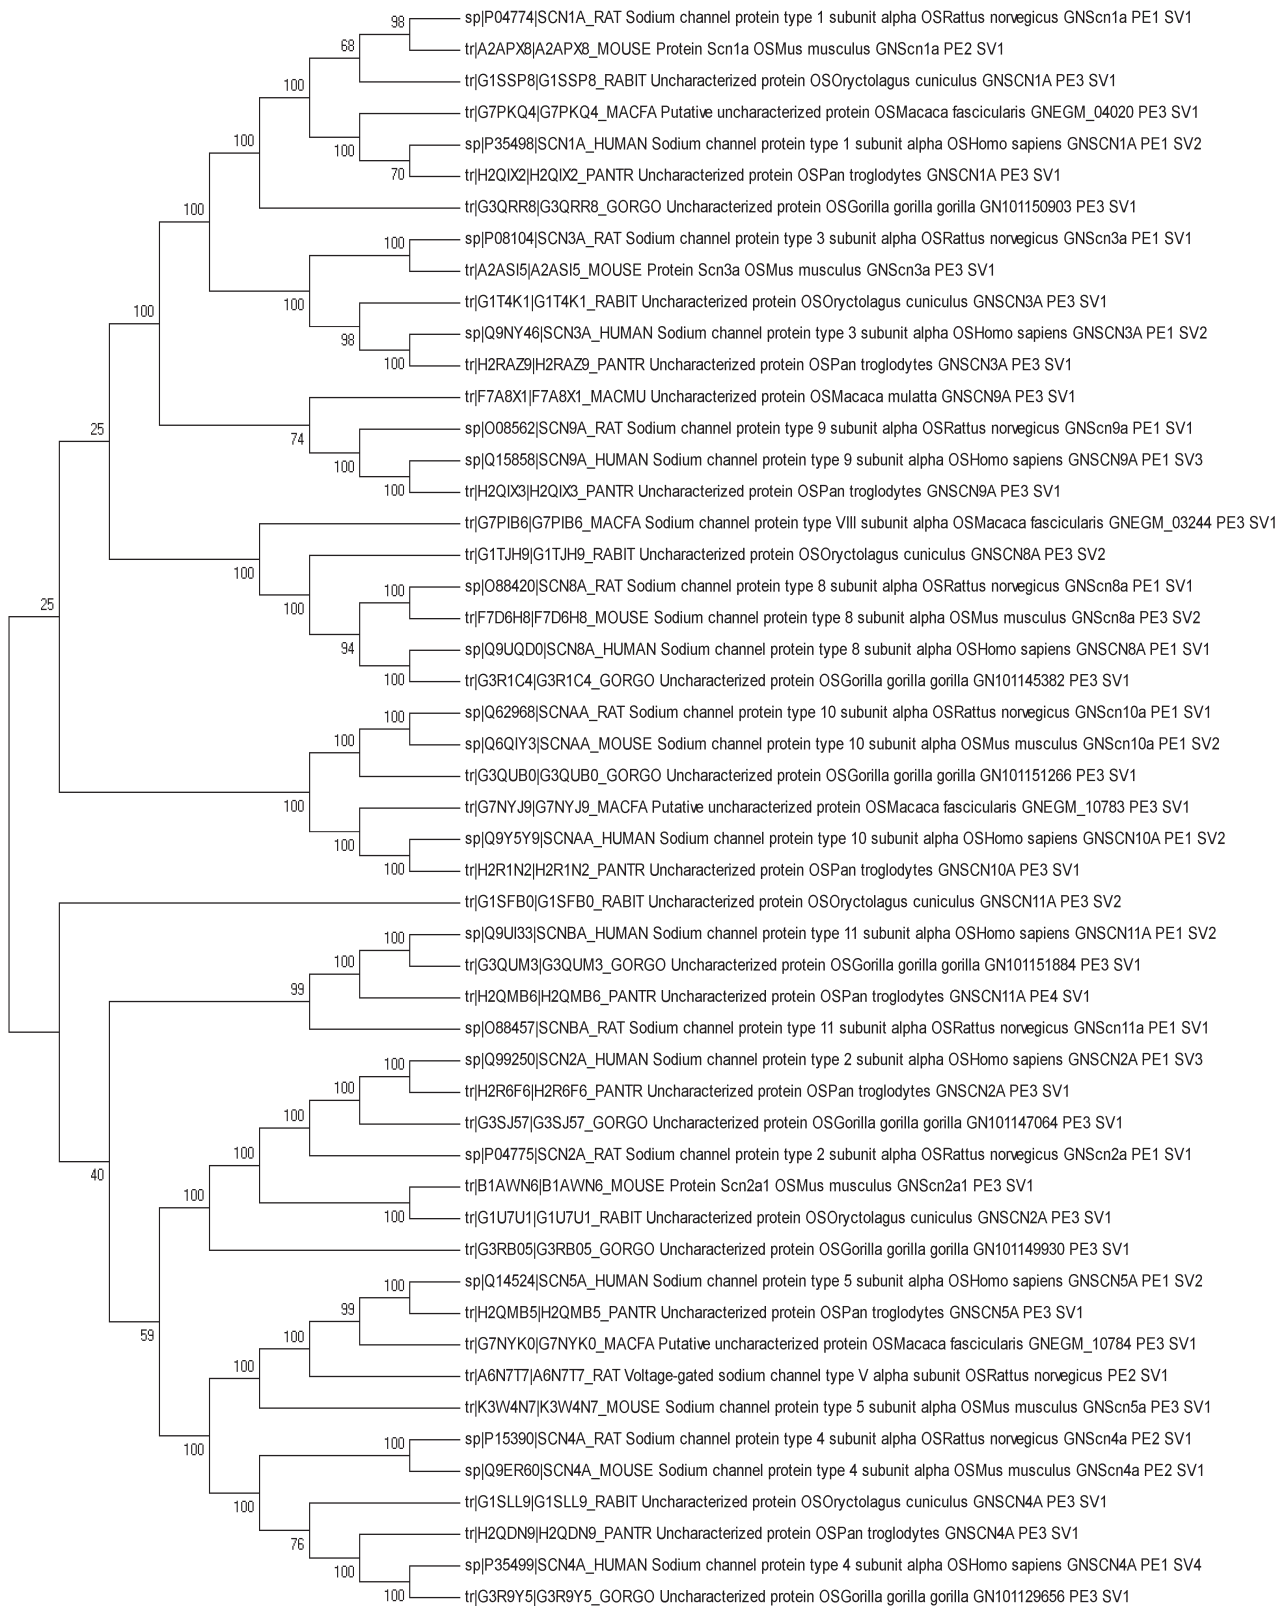 sp|P04774|SCN1A_RAT Sodium channel protein type 1 subunit alpha OSRattus norvegicus GNScn1a PE1 SV1
98
tr|A2APX8|A2APX8_MOUSE Protein Scn1a OSMus musculus GNScn1a PE2 SV1
68
tr|G1SSP8|G1SSP8_RABIT Uncharacterized protein OSOryctolagus cuniculus GNSCN1A PE3 SV1
100
tr|G7PKQ4|G7PKQ4_MACFA Putative uncharacterized protein OSMacaca fascicularis GNEGM_04020 PE3 SV1
100
sp|P35498|SCN1A_HUMAN Sodium channel protein type 1 subunit alpha OSHomo sapiens GNSCN1A PE1 SV2
100
tr|H2QIX2|H2QIX2_PANTR Uncharacterized protein OSPan troglodytes GNSCN1A PE3 SV1
70
tr|G3QRR8|G3QRR8_GORGO Uncharacterized protein OSGorilla gorilla gorilla GN101150903 PE3 SV1
100
sp|P08104|SCN3A_RAT Sodium channel protein type 3 subunit alpha OSRattus norvegicus GNScn3a PE1 SV1
100
tr|A2ASI5|A2ASI5_MOUSE Protein Scn3a OSMus musculus GNScn3a PE3 SV1
100
tr|G1T4K1|G1T4K1_RABIT Uncharacterized protein OSOryctolagus cuniculus GNSCN3A PE3 SV1
100
sp|Q9NY46|SCN3A_HUMAN Sodium channel protein type 3 subunit alpha OSHomo sapiens GNSCN3A PE1 SV2
98
tr|H2RAZ9|H2RAZ9_PANTR Uncharacterized protein OSPan troglodytes GNSCN3A PE3 SV1
100
tr|F7A8X1|F7A8X1_MACMU Uncharacterized protein OSMacaca mulatta GNSCN9A PE3 SV1
25
sp|O08562|SCN9A_RAT Sodium channel protein type 9 subunit alpha OSRattus norvegicus GNScn9a PE1 SV1
74
sp|Q15858|SCN9A_HUMAN Sodium channel protein type 9 subunit alpha OSHomo sapiens GNSCN9A PE1 SV3
100
tr|H2QIX3|H2QIX3_PANTR Uncharacterized protein OSPan troglodytes GNSCN9A PE3 SV1
100
tr|G7PIB6|G7PIB6_MACFA Sodium channel protein type VIII subunit alpha OSMacaca fascicularis GNEGM_03244 PE3 SV1
tr|G1TJH9|G1TJH9_RABIT Uncharacterized protein OSOryctolagus cuniculus GNSCN8A PE3 SV2
100
sp|O88420|SCN8A_RAT Sodium channel protein type 8 subunit alpha OSRattus norvegicus GNScn8a PE1 SV1
100
25
100
tr|F7D6H8|F7D6H8_MOUSE Sodium channel protein type 8 subunit alpha OSMus musculus GNScn8a PE3 SV2
94
sp|Q9UQD0|SCN8A_HUMAN Sodium channel protein type 8 subunit alpha OSHomo sapiens GNSCN8A PE1 SV1
tr|G3R1C4|G3R1C4_GORGO Uncharacterized protein OSGorilla gorilla gorilla GN101145382 PE3 SV1
100
sp|Q62968|SCNAA_RAT Sodium channel protein type 10 subunit alpha OSRattus norvegicus GNScn10a PE1 SV1
100
sp|Q6QIY3|SCNAA_MOUSE Sodium channel protein type 10 subunit alpha OSMus musculus GNScn10a PE1 SV2
100
tr|G3QUB0|G3QUB0_GORGO Uncharacterized protein OSGorilla gorilla gorilla GN101151266 PE3 SV1
100
tr|G7NYJ9|G7NYJ9_MACFA Putative uncharacterized protein OSMacaca fascicularis GNEGM_10783 PE3 SV1
sp|Q9Y5Y9|SCNAA_HUMAN Sodium channel protein type 10 subunit alpha OSHomo sapiens GNSCN10A PE1 SV2
100
tr|H2R1N2|H2R1N2_PANTR Uncharacterized protein OSPan troglodytes GNSCN10A PE3 SV1
100
tr|G1SFB0|G1SFB0_RABIT Uncharacterized protein OSOryctolagus cuniculus GNSCN11A PE3 SV2
sp|Q9UI33|SCNBA_HUMAN Sodium channel protein type 11 subunit alpha OSHomo sapiens GNSCN11A PE1 SV2
100
tr|G3QUM3|G3QUM3_GORGO Uncharacterized protein OSGorilla gorilla gorilla GN101151884 PE3 SV1
100
99
tr|H2QMB6|H2QMB6_PANTR Uncharacterized protein OSPan troglodytes GNSCN11A PE4 SV1
sp|O88457|SCNBA_RAT Sodium channel protein type 11 subunit alpha OSRattus norvegicus GNScn11a PE1 SV1
sp|Q99250|SCN2A_HUMAN Sodium channel protein type 2 subunit alpha OSHomo sapiens GNSCN2A PE1 SV3
100
tr|H2R6F6|H2R6F6_PANTR Uncharacterized protein OSPan troglodytes GNSCN2A PE3 SV1
100
tr|G3SJ57|G3SJ57_GORGO Uncharacterized protein OSGorilla gorilla gorilla GN101147064 PE3 SV1
100
sp|P04775|SCN2A_RAT Sodium channel protein type 2 subunit alpha OSRattus norvegicus GNScn2a PE1 SV1
100
40
tr|B1AWN6|B1AWN6_MOUSE Protein Scn2a1 OSMus musculus GNScn2a1 PE3 SV1
100
tr|G1U7U1|G1U7U1_RABIT Uncharacterized protein OSOryctolagus cuniculus GNSCN2A PE3 SV1
100
tr|G3RB05|G3RB05_GORGO Uncharacterized protein OSGorilla gorilla gorilla GN101149930 PE3 SV1
sp|Q14524|SCN5A_HUMAN Sodium channel protein type 5 subunit alpha OSHomo sapiens GNSCN5A PE1 SV2
100
tr|H2QMB5|H2QMB5_PANTR Uncharacterized protein OSPan troglodytes GNSCN5A PE3 SV1
99
59
100
tr|G7NYK0|G7NYK0_MACFA Putative uncharacterized protein OSMacaca fascicularis GNEGM_10784 PE3 SV1
100
tr|A6N7T7|A6N7T7_RAT Voltage-gated sodium channel type V alpha subunit OSRattus norvegicus PE2 SV1
tr|K3W4N7|K3W4N7_MOUSE Sodium channel protein type 5 subunit alpha OSMus musculus GNScn5a PE3 SV1
sp|P15390|SCN4A_RAT Sodium channel protein type 4 subunit alpha OSRattus norvegicus GNScn4a PE2 SV1
100
100
sp|Q9ER60|SCN4A_MOUSE Sodium channel protein type 4 subunit alpha OSMus musculus GNScn4a PE2 SV1
tr|G1SLL9|G1SLL9_RABIT Uncharacterized protein OSOryctolagus cuniculus GNSCN4A PE3 SV1
100
tr|H2QDN9|H2QDN9_PANTR Uncharacterized protein OSPan troglodytes GNSCN4A PE3 SV1
76
sp|P35499|SCN4A_HUMAN Sodium channel protein type 4 subunit alpha OSHomo sapiens GNSCN4A PE1 SV4
100
tr|G3R9Y5|G3R9Y5_GORGO Uncharacterized protein OSGorilla gorilla gorilla GN101129656 PE3 SV1
100